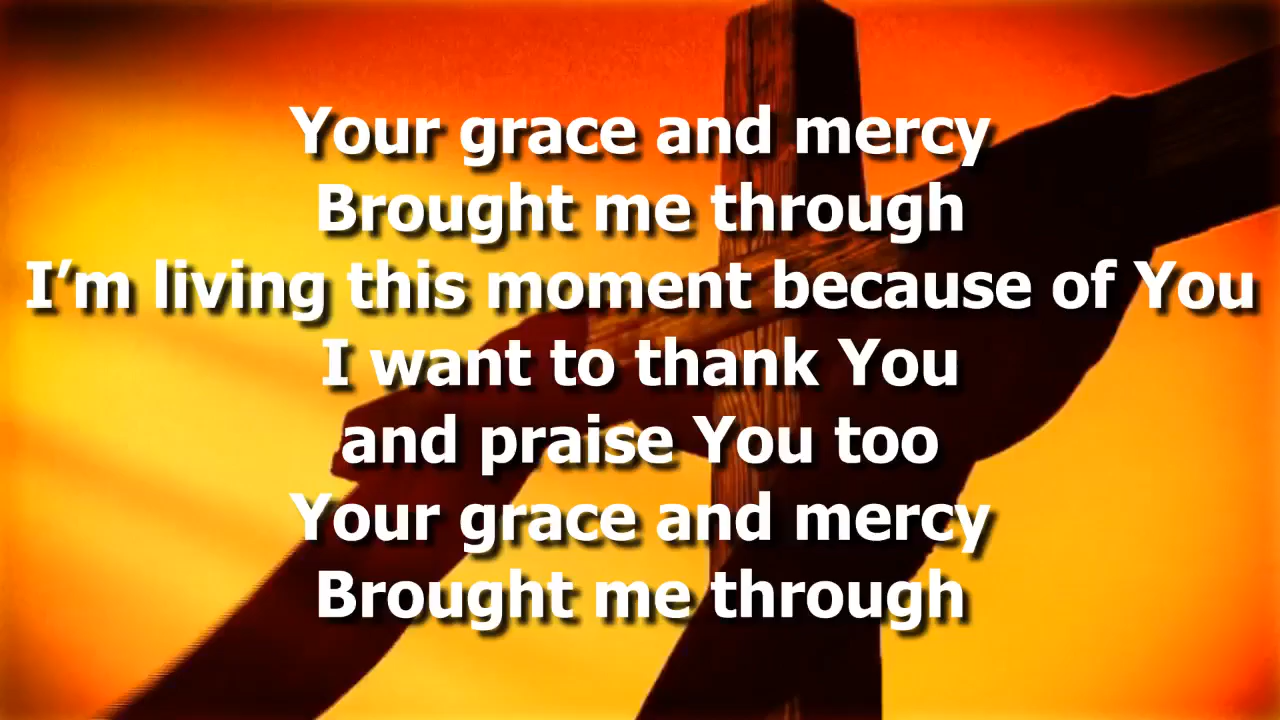 Your grace and mercy
Brought me through
I’m living this moment because of You
I want to thank You
and praise You too
Your grace and mercy
Brought me through